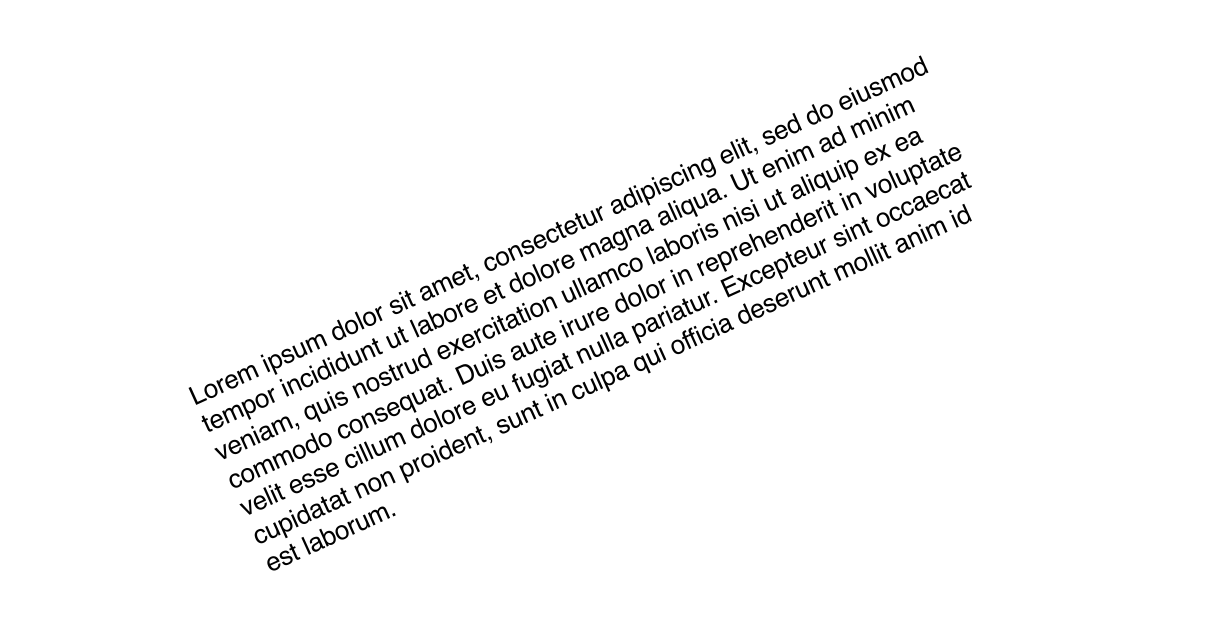 Lorem ipsum dolor sit amet, consectetur adipiscing elit, sed do eiusmod
tempor incididunt ut labore et dolore magna aliqua. Ut enim ad minim
veniam, quis nostrud exercitation ullamco laboris nisi ut aliquip ex ea
commodo consequat. Duis aute irure dolor in reprehenderit in voluptate
velit esse cillum dolore eu fugiat nulla pariatur. Excepteur sint occaecat
cupidatat non proident, sunt in culpa qui officia deserunt mollit anim id
est laborum.